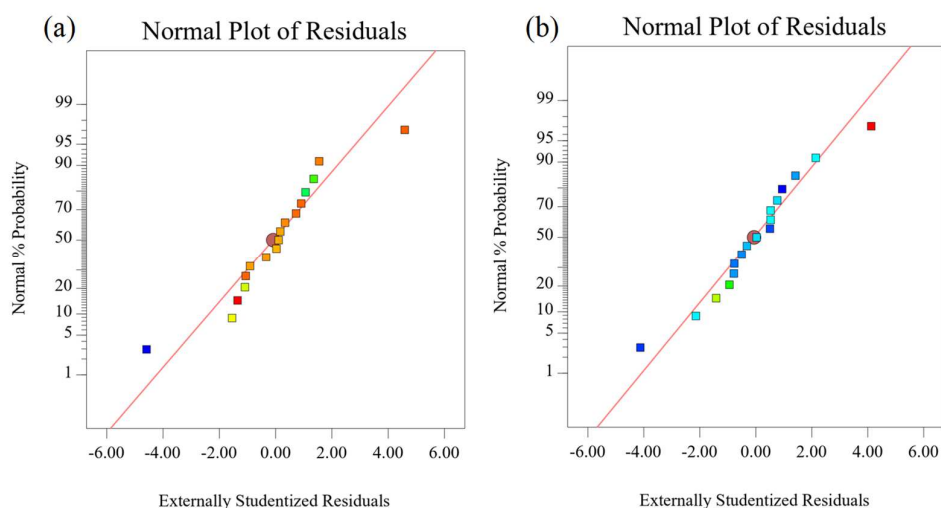 (a)
Normal Plot of Residuals
Normal % Probability
99
95
90
70
50
20
10
5
1
-6.00 -4.00 -2.00 0.00 2.00 4.00 6.00
Externally Studentized Residuals
(b)
Normal Plot of Residuals
Normal % Probability
99
95
90
70
50
20
10
5
1
-6.00 -4.00 -2.00 0.00 2.00 4.00 6.00
Externally Studentized Residuals